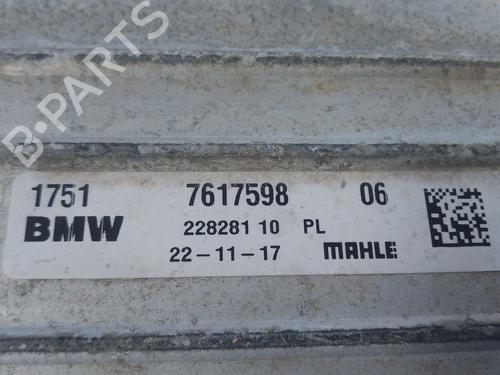 B-PARTS
1751 7617598 06
BMW 228281 10 PL
22-11-17 MAHLE